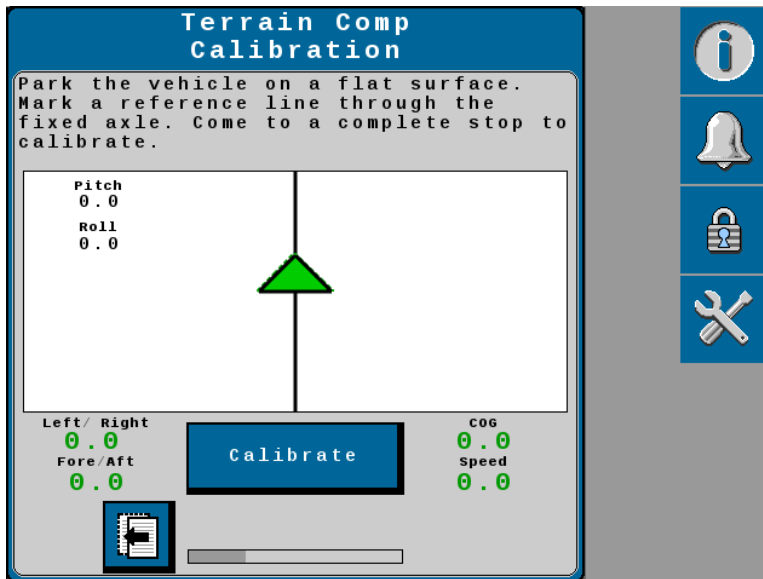 Terrain Comp
Calibration
Park the vehicle on a flat surface.
Mark a reference line through the
fixed axle. Come to a complete stop to
calibrate.
Pitch
0.0
Roll
0.0
Left/ Right
0.0
Fore/Aft
0.0
Calibrate
COG
0.0
Speed
0.0